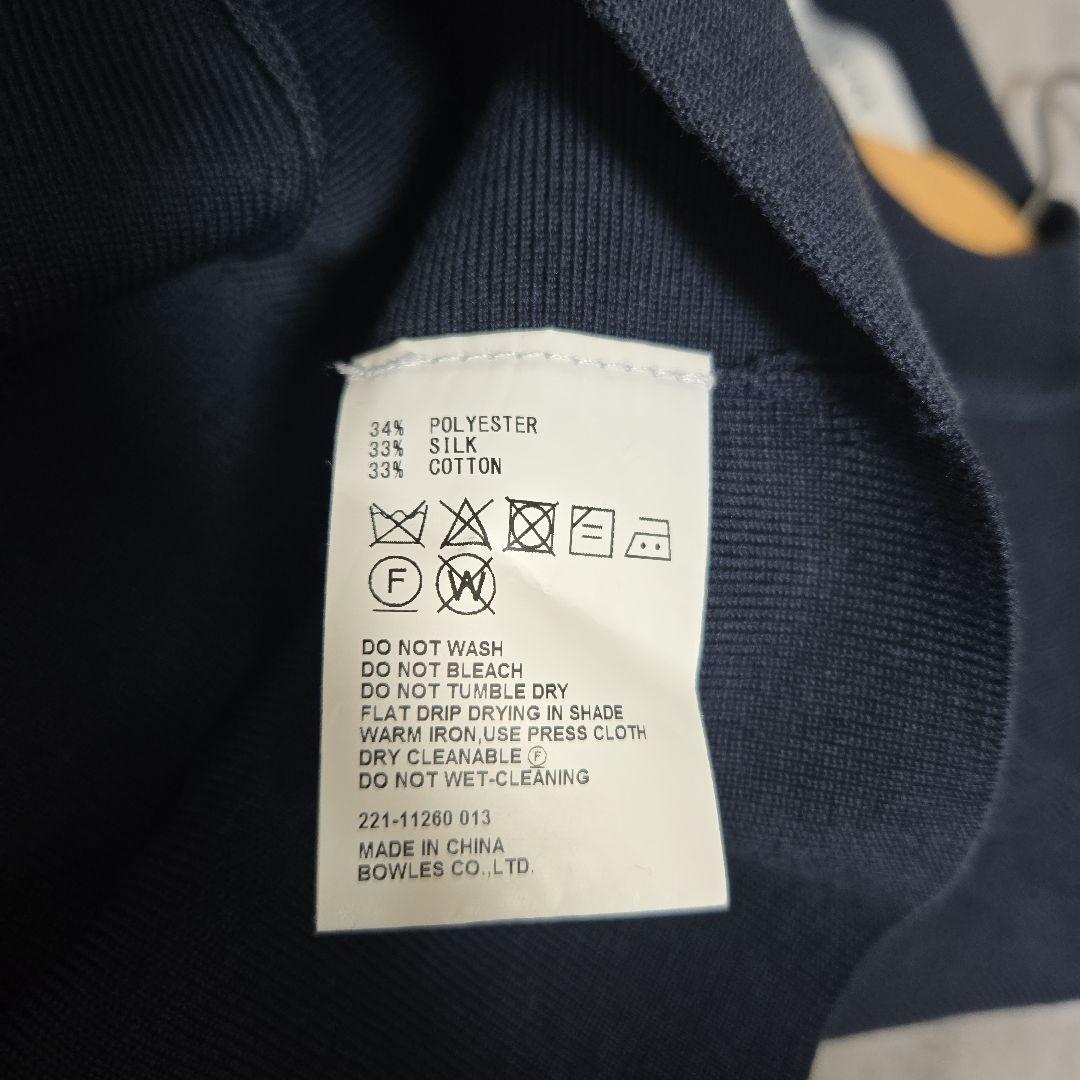 34% POLYESTER
33% SILK
33% COTTON
F W
DO NOT WASH
DO NOT BLEACH
DO NOT TUMBLE DRY
FLAT DRIP DRYING IN SHADE
WARM IRON,USE PRESS CLOTH
DRY CLEANABLE Ⓕ
DO NOT WET-CLEANING
221-11260 013
MADE IN CHINA
BOWLES CO.,LTD.